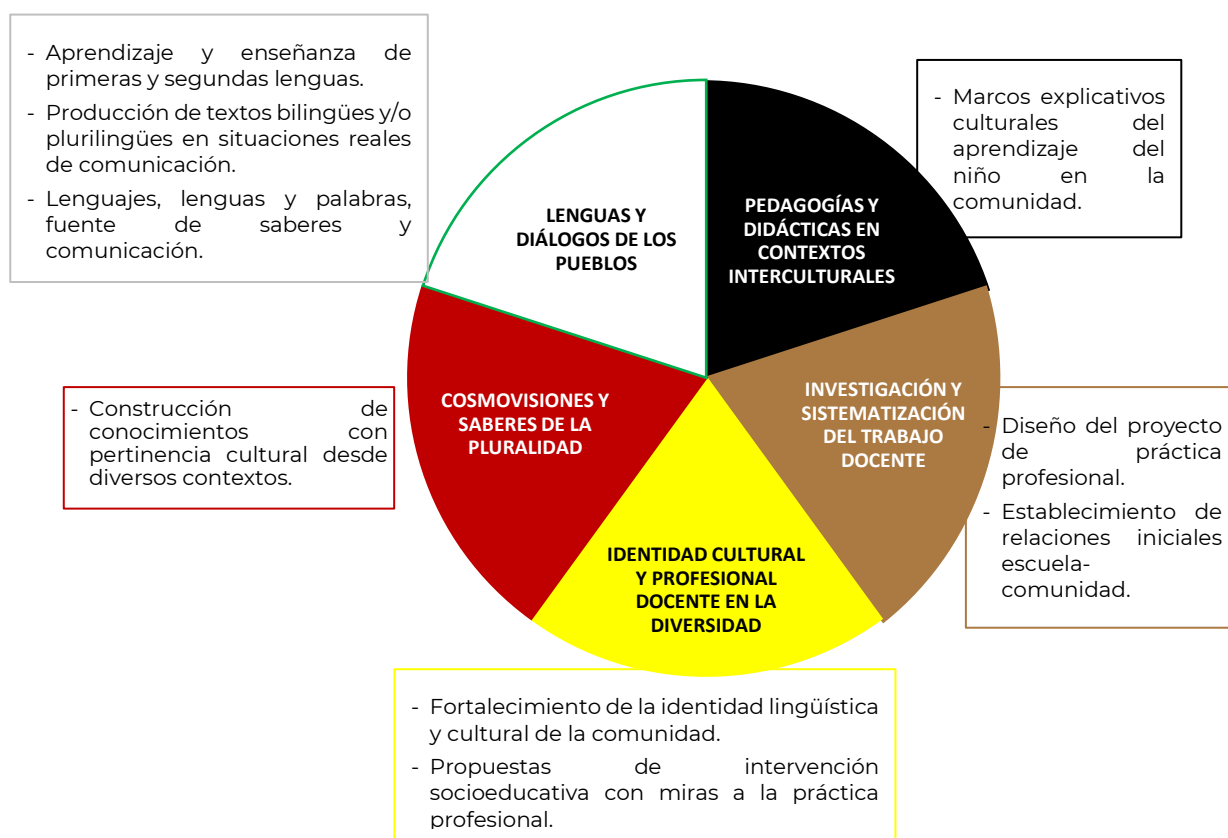 - Aprendizaje y enseñanza de
primeras y segundas lenguas.
- Producción de textos bilingües y/o
plurilingües en situaciones reales
de comunicación.
- Lenguajes, lenguas y palabras,
fuente de saberes y
comunicación.
- Marcos explicativos
culturales del
aprendizaje del
niño en la
comunidad.
LENGUAS Y
DIÁLOGOS DE LOS
PUEBLOS
PEDAGOGÍAS Y
DIDÁCTICAS EN
CONTEXTOS
INTERCULTURALES
- Construcción de
conocimientos con
pertinencia cultural desde
diversos contextos.
COSMOVISIONES Y
SABERES DE LA
PLURALIDAD
INVESTIGACIÓN Y
SISTEMATIZACIÓN
DEL TRABAJO
DOCENTE
- Diseño del proyecto
de práctica
profesional.
- Establecimiento de
relaciones iniciales
escuela-
comunidad.
IDENTIDAD CULTURAL
Y PROFESIONAL
DOCENTE EN LA
DIVERSIDAD
- Fortalecimiento de la identidad lingüística
y cultural de la comunidad.
- Propuestas de intervención
socioeducativa con miras a la práctica
profesional.